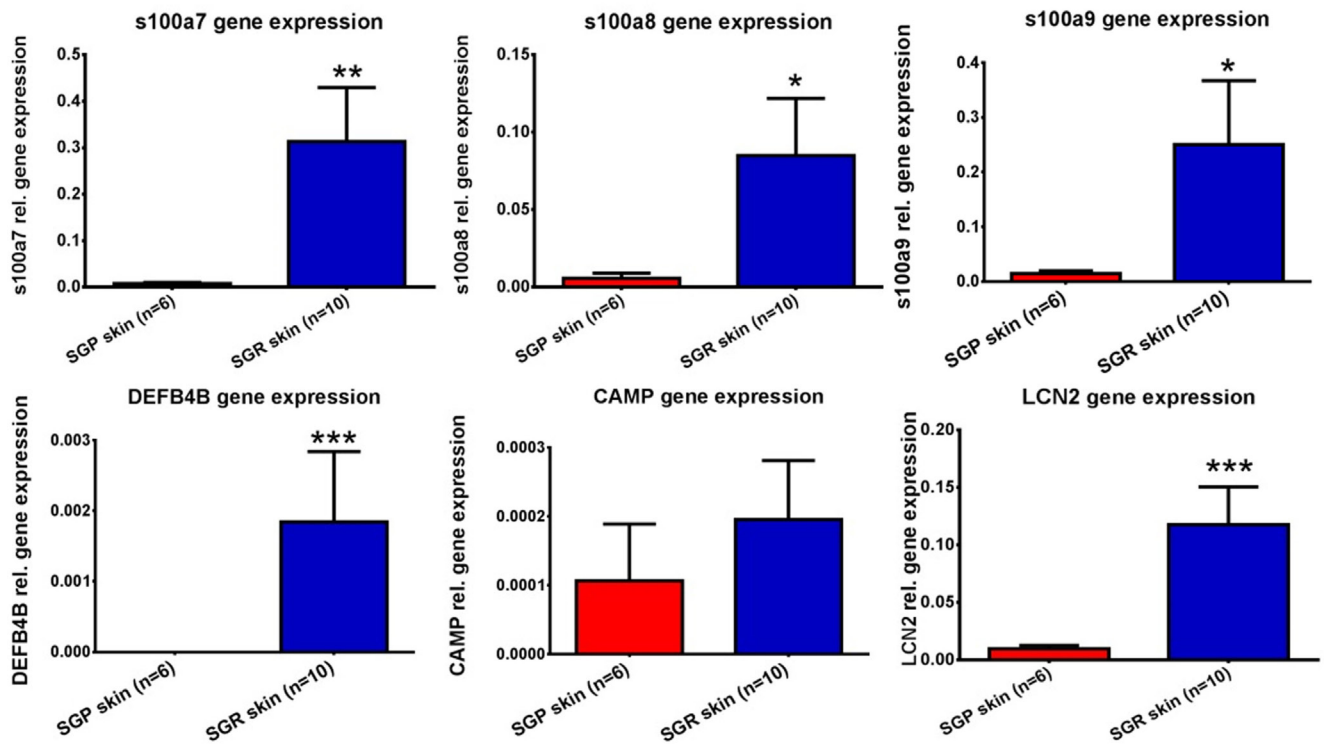 s100a7 gene expression
s100a7 rel. gene expression
0.5
0.4
0.3
0.2
0.1
0.0
**
SGP skin (n=6)
SGR skin (n=10)
s100a8 gene expression
s100a8 rel. gene expression
0.15
0.10
0.05
0.00
*
SGP skin (n=6)
SGR skin (n=10)
s100a9 gene expression
s100a9 rel. gene expression
0.4
0.3
0.2
0.1
0.0
*
SGP skin (n=6)
SGR skin (n=10)
DEFB4B gene expression
DEFB4B rel. gene expression
0.003
0.002
0.001
0.000
***
SGP skin (n=6)
SGR skin (n=10)
CAMP gene expression
CAMP rel. gene expression
0.0003
0.0002
0.0001
0.0000
SGP skin (n=6)
SGR skin (n=10)
LCN2 gene expression
LCN2 rel. gene expression
0.20
0.15
0.10
0.05
0.00
***
SGP skin (n=6)
SGR skin (n=10)